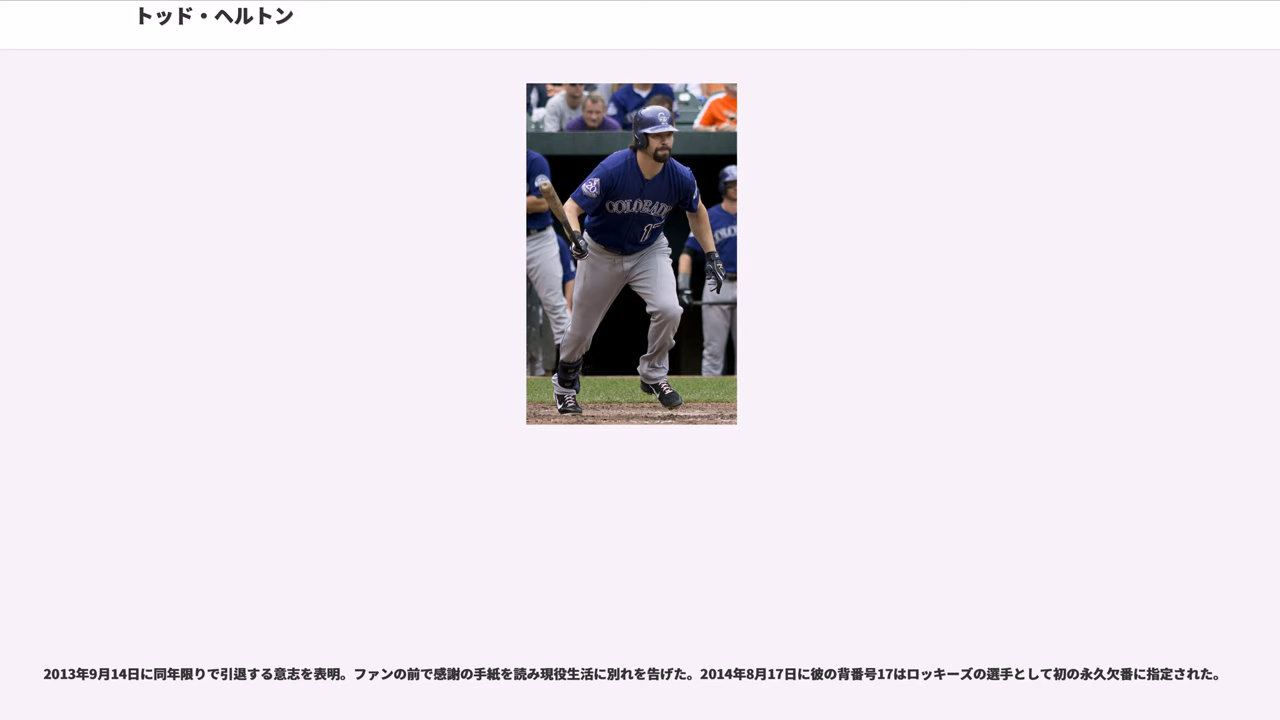 トッド・ヘルトン
COLORADO
17
2013年9月14日に同年限りで引退する意志を表明。ファンの前で感謝の手紙を読み現役生活に別れを告げた。2014年8月17日に彼の背番号17はロッキーズの選手として初の永久欠番に指定された。